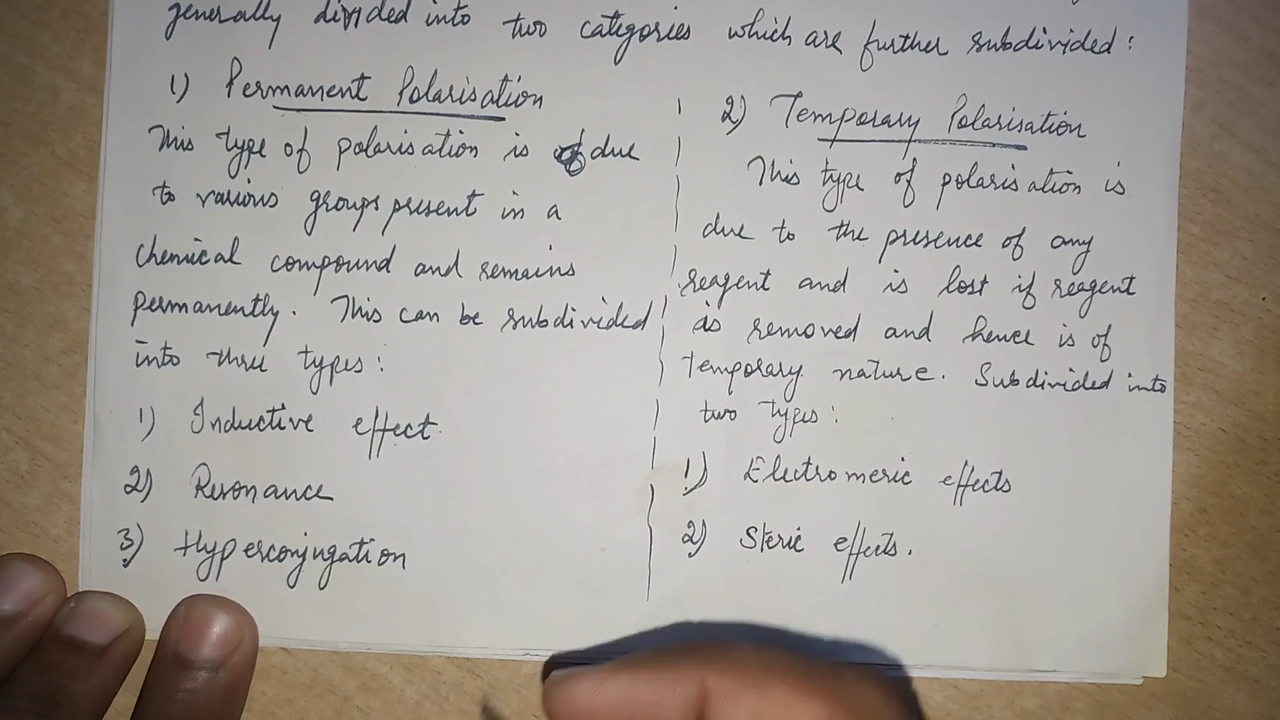 generally divided into two categories which are further subdivided :
1) Permanent Polarisation
This type of polarisation is due
to various groups present in a
chemical compound and remains
permanently. This can be subdivided
into three types :
1) Inductive effect.
2) Resonance
3) Hyperconjugation
2) Temporary Polarisation
This type of polarisation is
due to the presence of any
reagent and is lost if reagent
is removed and hence is of
temporary nature. Subdivided into
two types :
1) Electromeric effects
2) Steric effects.